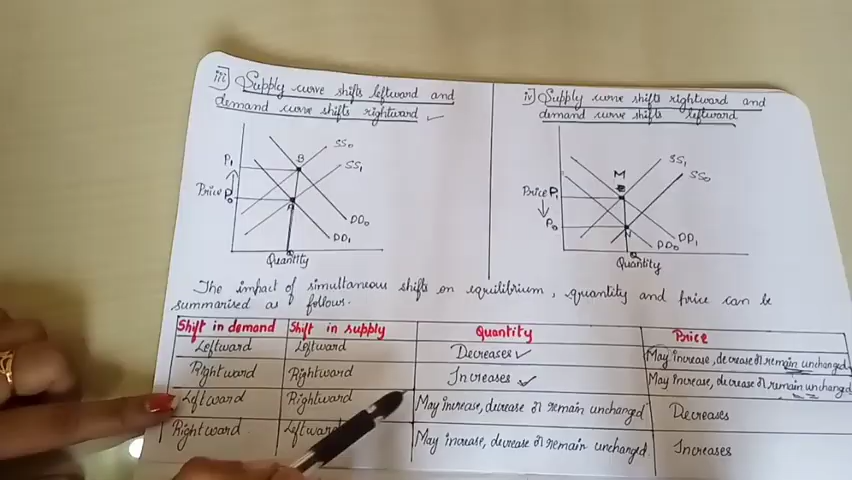 iii) Supply curve shifts leftward and
demand curve shifts rightward
SS₀
SS₁
P₁
B
Price P₀
A
DD₀
DD₁
Quantity
iv) Supply curve shifts rightward and
demand curve shifts leftward
SS₁
SS₀
M
Price P₁
P₀
N
DD₀ DD₁
Quantity
The impact of simultaneous shifts on equilibrium, quantity and price can be
summarised as follows.
Shift in demand Shift in supply Quantity Price
Leftward Leftward Decreases May increase, decrease or remain unchanged
Rightward Rightward Increases May increase, decrease or remain unchanged
Leftward Rightward May increase, decrease or remain unchanged Decreases
Rightward Leftward May increase, decrease or remain unchanged Increases